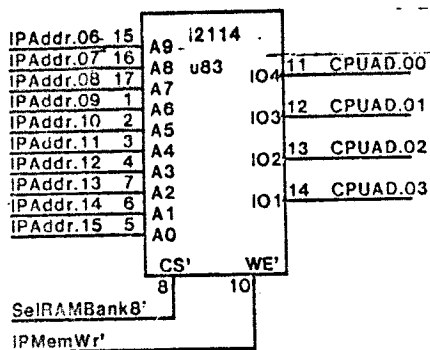 IPAddr.06 15 A9 i2114
IPAddr.07 16 A8 u83 IO4 11 CPUAD.00
IPAddr.08 17 A7
IPAddr.09 1 A6 IO3 12 CPUAD.01
IPAddr.10 2 A5
IPAddr.11 3 A4 IO2 13 CPUAD.02
IPAddr.12 4 A3
IPAddr.13 7 A2 IO1 14 CPUAD.03
IPAddr.14 6 A1
IPAddr.15 5 A0
CS' WE'
8 10
SelRAMBank8'
IPMemWr'